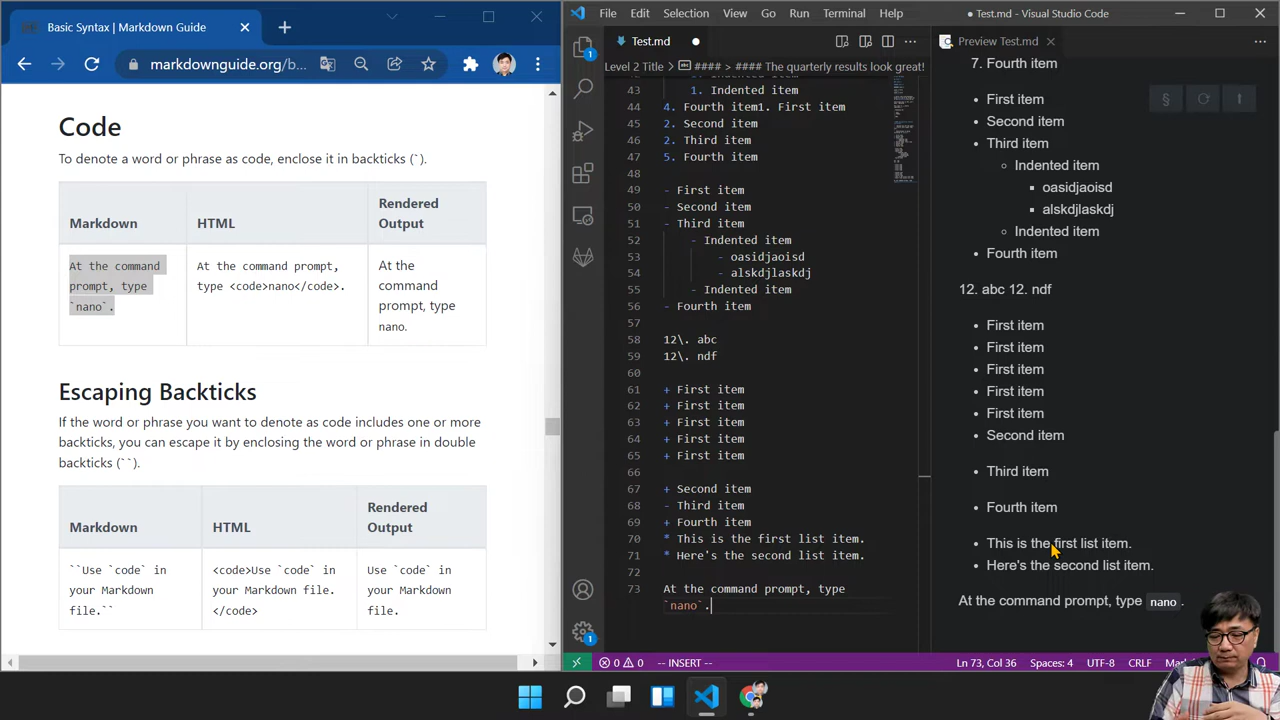 Basic Syntax | Markdown Guide
markdownguide.org/b...
Code
To denote a word or phrase as code, enclose it in backticks (`).
Markdown
HTML
Rendered
Output
At the command
prompt, type
`nano`.
At the command prompt,
type <code>nano</code>.
At the
command
prompt, type
nano.
Escaping Backticks
If the word or phrase you want to denote as code includes one or more
backticks, you can escape it by enclosing the word or phrase in double
backticks (``).
Markdown
HTML
Rendered
Output
``Use `code` in
your Markdown
file.``
<code>Use `code` in
your Markdown file.
</code>
Use `code` in
your Markdown
file.
File Edit Selection View Go Run Terminal Help
● Test.md - Visual Studio Code
Test.md ●
Level 2 Title > #### > #### The quarterly results look great!
43 1. Indented item
44 4. Fourth item1. First item
45 2. Second item
46 2. Third item
47 5. Fourth item
48
49 - First item
50 - Second item
51 - Third item
52 - Indented item
53 - oasidjaoisd
54 - alskdjlaskdj
55 - Indented item
56 - Fourth item
57
58 12\. abc
59 12\. ndf
60
61 + First item
62 + First item
63 + First item
64 + First item
65 + First item
66
67 + Second item
68 - Third item
69 + Fourth item
70 * This is the first list item.
71 * Here's the second list item.
72
73 At the command prompt, type
`nano`.
Preview Test.md
7. Fourth item
• First item
• Second item
• Third item
◦ Indented item
▪ oasidjaoisd
▪ alskdjlaskdj
◦ Indented item
• Fourth item
12. abc 12. ndf
• First item
• First item
• First item
• First item
• First item
• Second item
• Third item
• Fourth item
• This is the first list item.
• Here's the second list item.
At the command prompt, type nano.
1
1
0 0
-- INSERT --
Ln 73, Col 36
Spaces: 4
UTF-8
CRLF